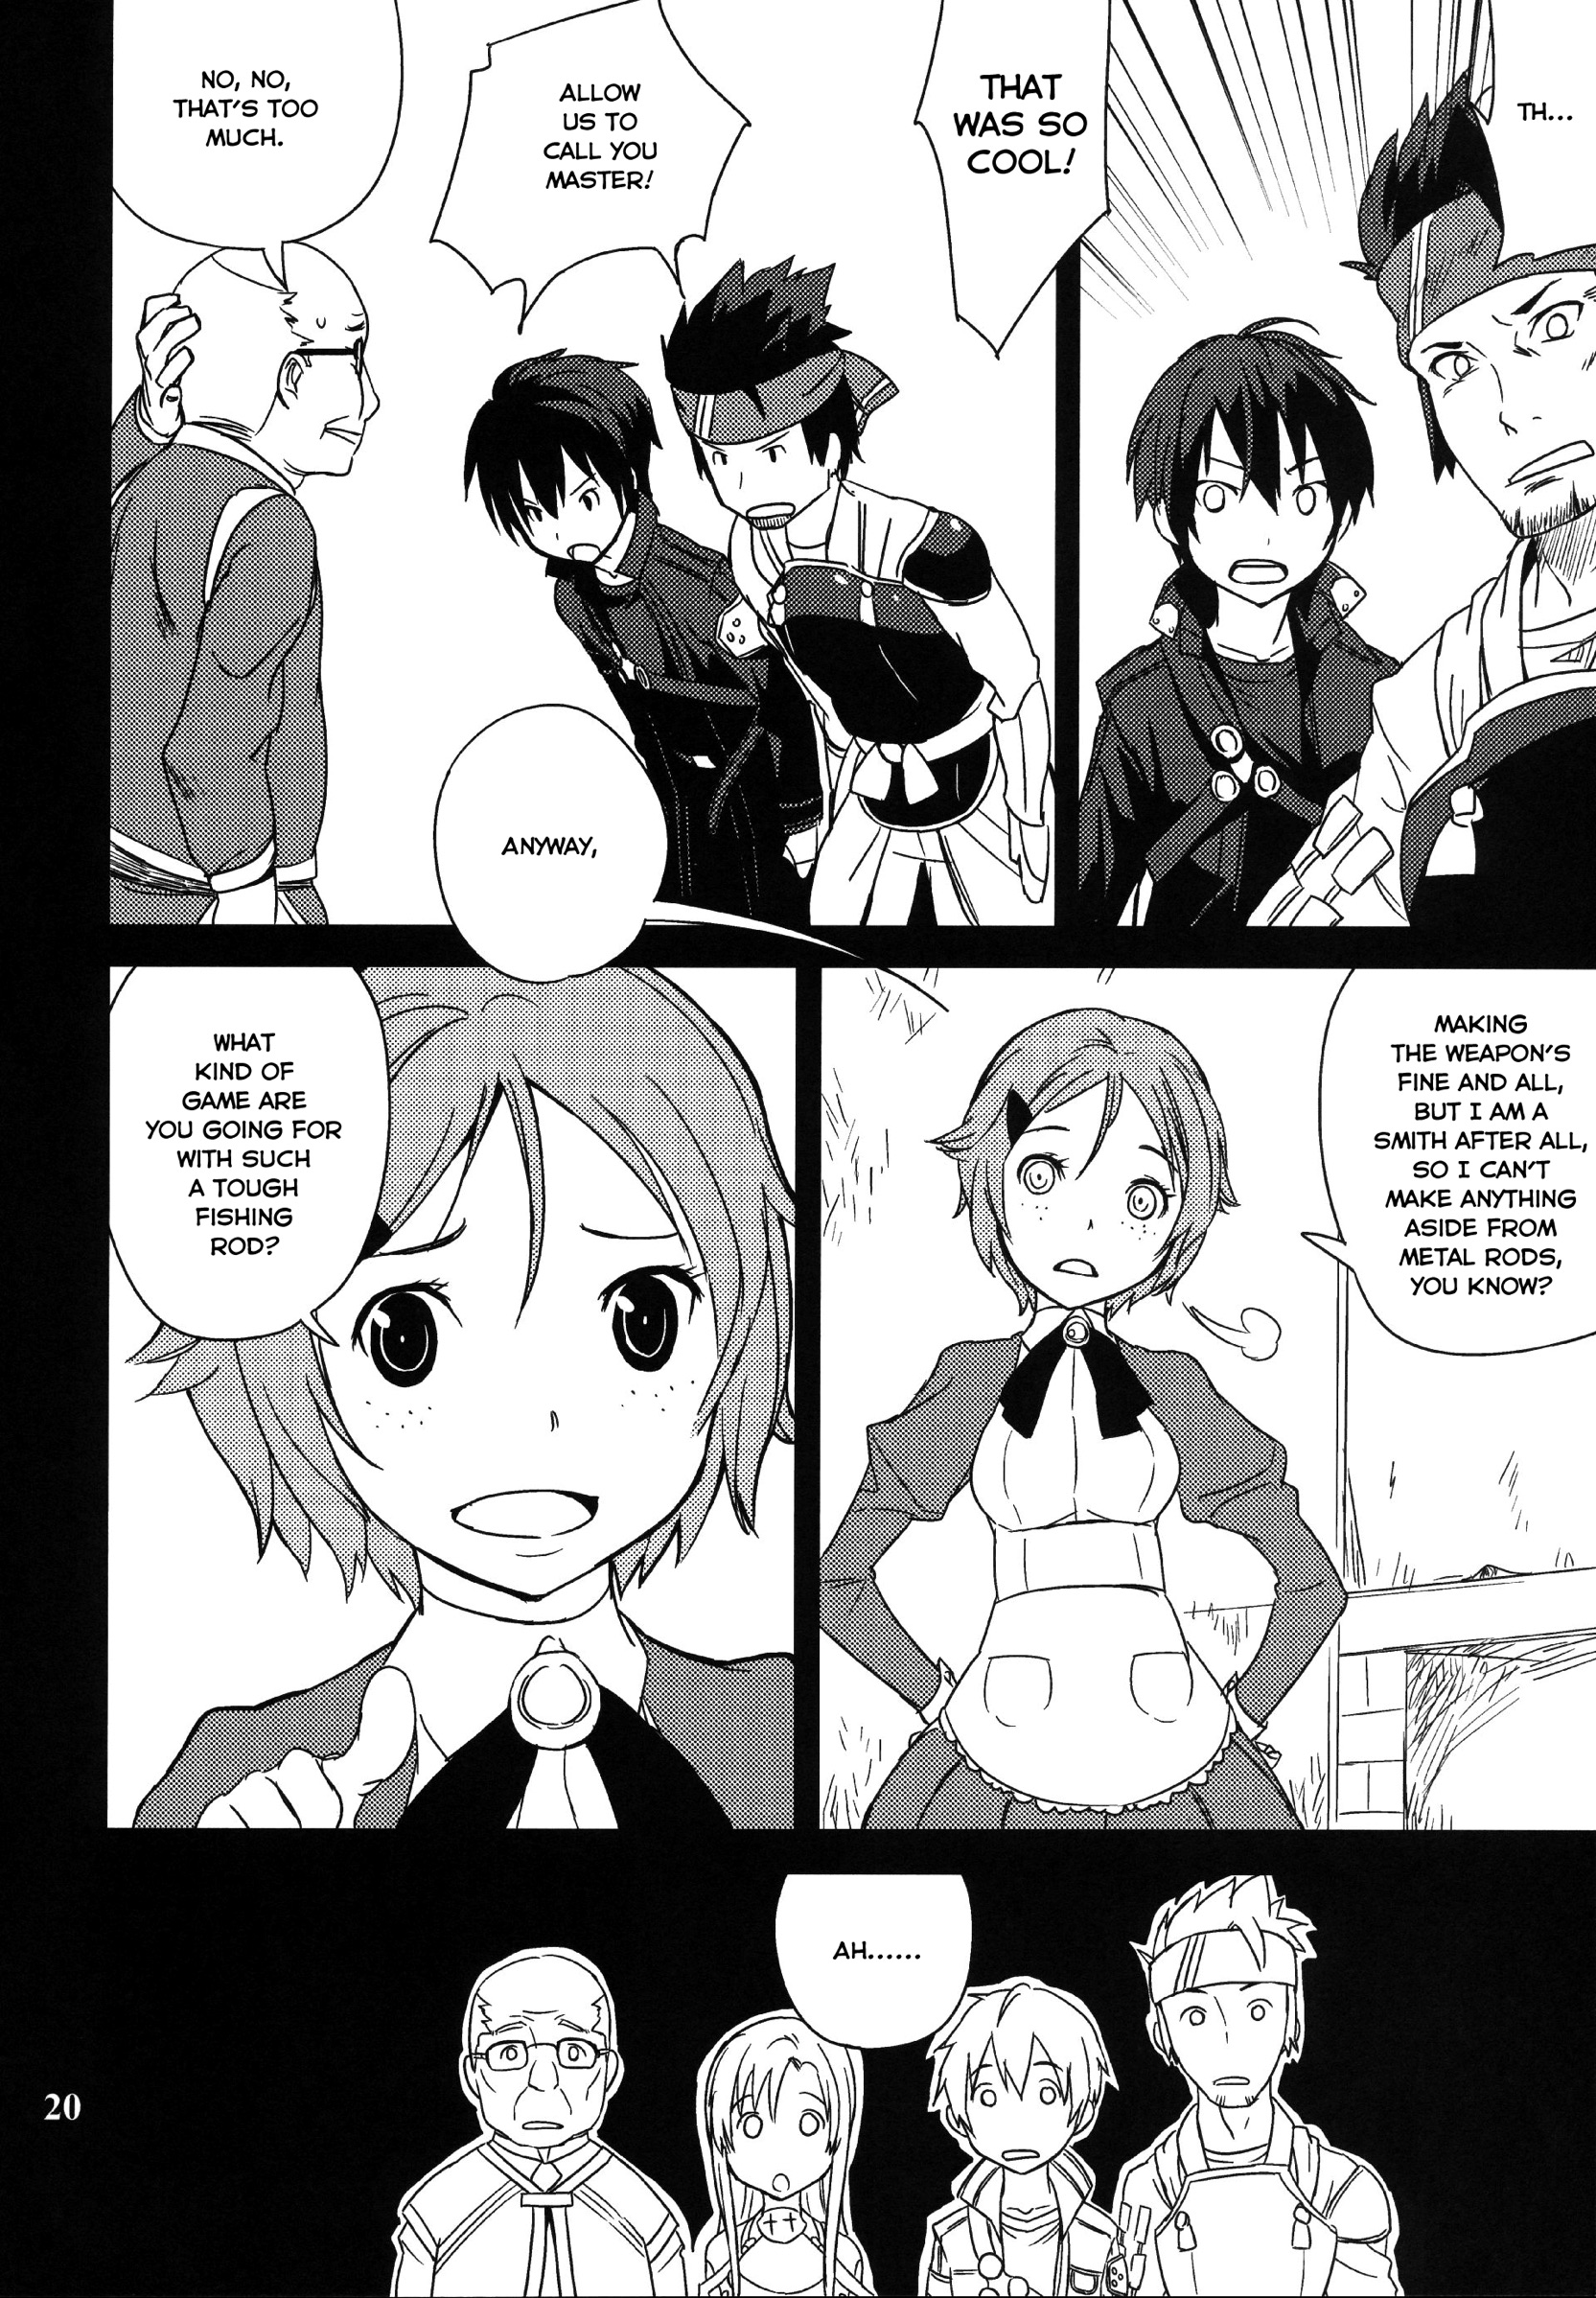 TH...
THAT
WAS SO
COOL!
ALLOW
US TO
CALL YOU
MASTER!
NO, NO,
THAT'S TOO
MUCH.
ANYWAY,
MAKING
THE WEAPON'S
FINE AND ALL,
BUT I AM A
SMITH AFTER ALL,
SO I CAN'T
MAKE ANYTHING
ASIDE FROM
METAL RODS,
YOU KNOW?
WHAT
KIND OF
GAME ARE
YOU GOING FOR
WITH SUCH
A TOUGH
FISHING
ROD?
AH......
20